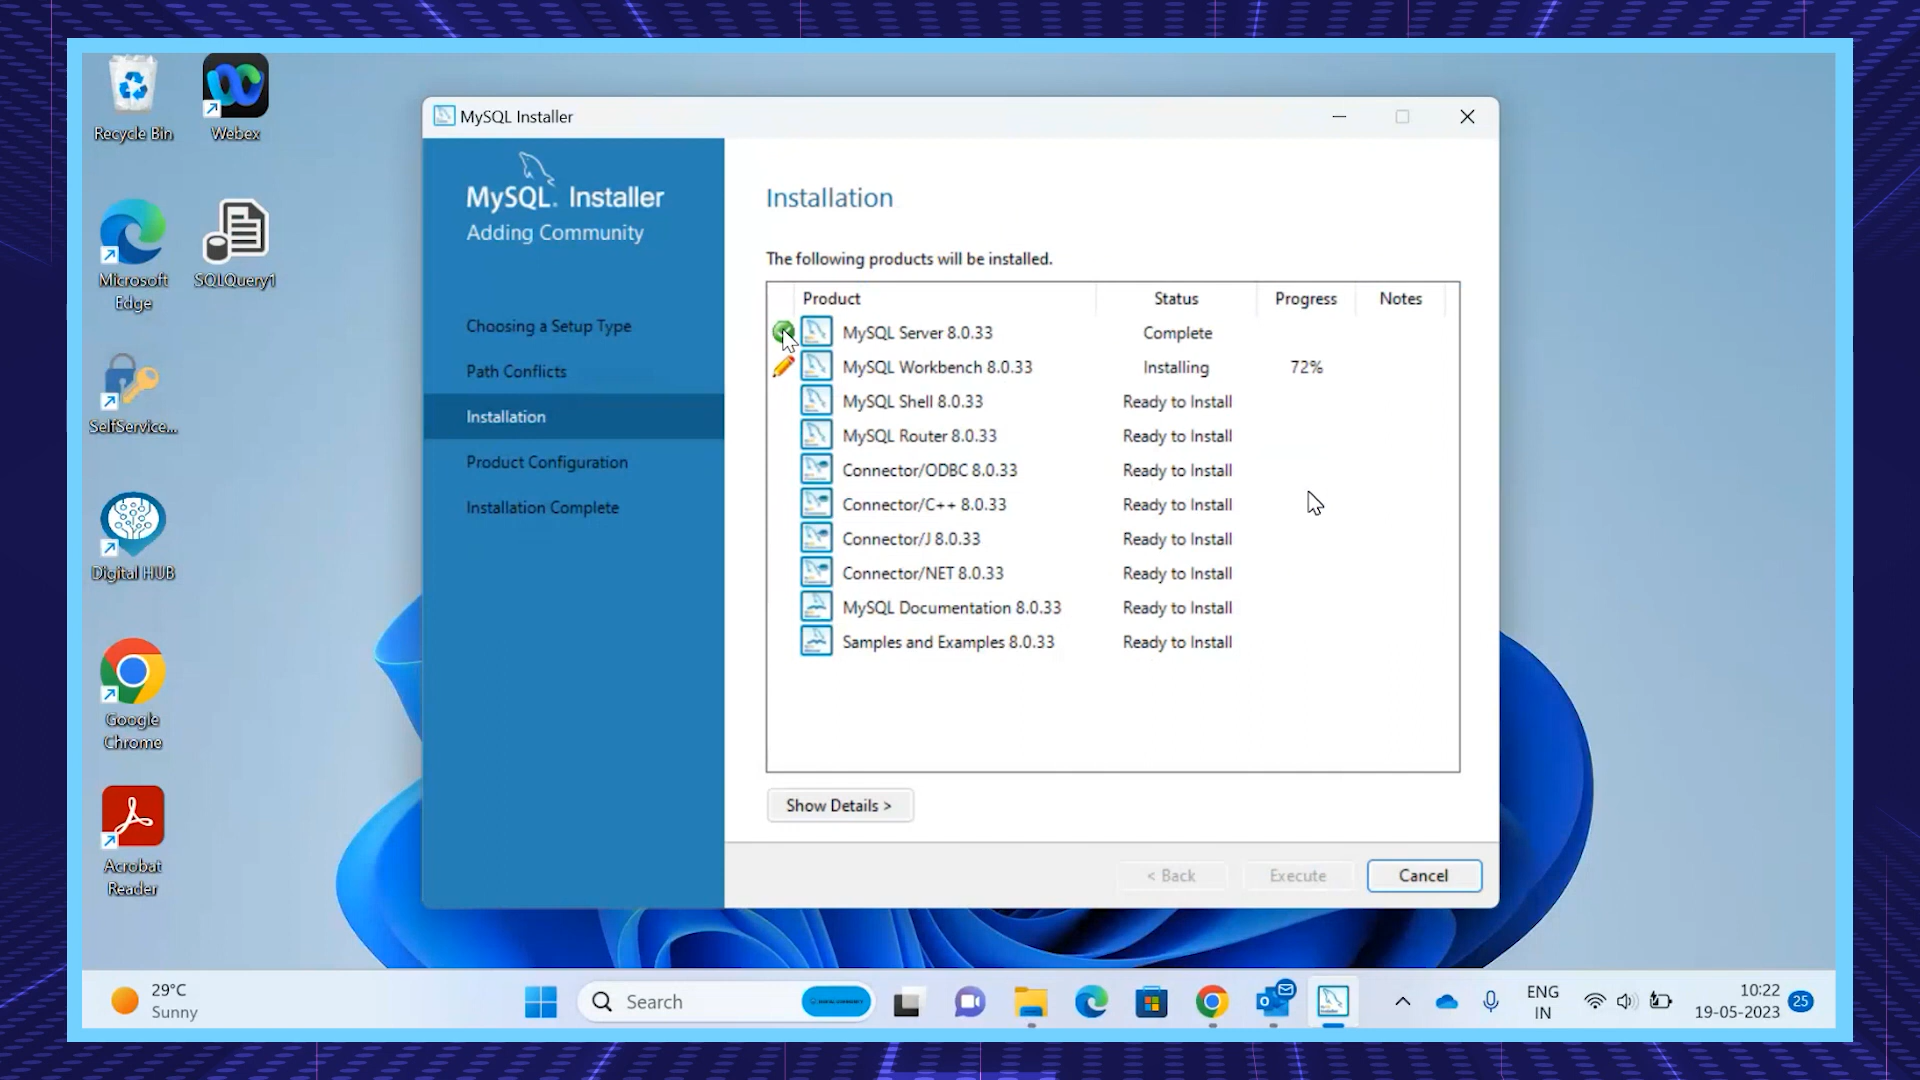 Recycle Bin
Webex
Microsoft
Edge
SQLQuery1
SelfService...
Digital HUB
Google
Chrome
Acrobat
Reader
MySQL Installer
MySQL. Installer
Adding Community
Choosing a Setup Type
Path Conflicts
Installation
Product Configuration
Installation Complete
Installation
The following products will be installed.
Product Status Progress Notes
MySQL Server 8.0.33 Complete
MySQL Workbench 8.0.33 Installing 72%
MySQL Shell 8.0.33 Ready to Install
MySQL Router 8.0.33 Ready to Install
Connector/ODBC 8.0.33 Ready to Install
Connector/C++ 8.0.33 Ready to Install
Connector/J 8.0.33 Ready to Install
Connector/NET 8.0.33 Ready to Install
MySQL Documentation 8.0.33 Ready to Install
Samples and Examples 8.0.33 Ready to Install
Show Details >
< Back Execute Cancel
29°C
Sunny
Search
ENG
IN
10:22
19-05-2023
25